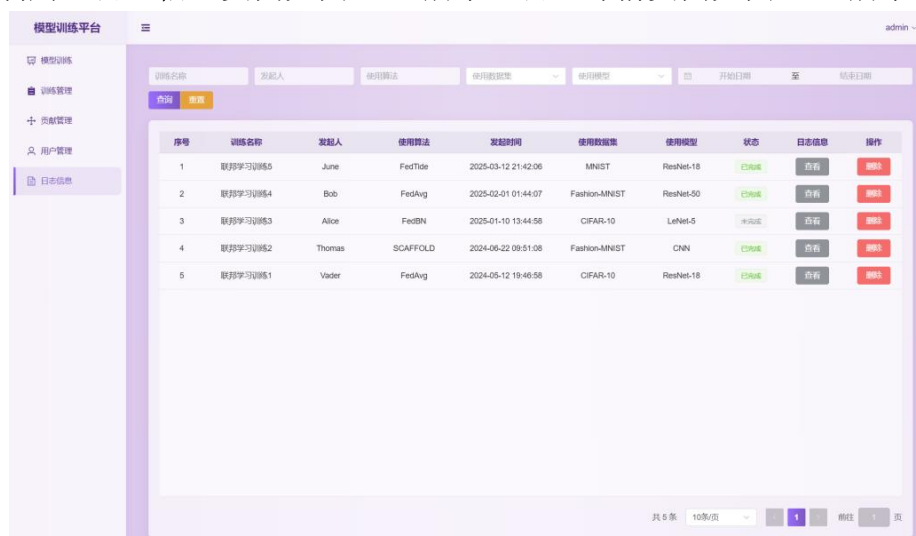 模型训练平台
admin
模型训练
训练管理
贡献管理
用户管理
日志信息
训练名称 发起人 使用算法 使用数据集 使用模型 开始日期 至 结束日期
查询 重置
序号 训练名称 发起人 使用算法 发起时间 使用数据集 使用模型 状态 日志信息 操作
1 联邦学习训练5 June FedTide 2025-03-12 21:42:06 MNIST ResNet-18 已完成 查看 删除
2 联邦学习训练4 Bob FedAvg 2025-02-01 01:44:07 Fashion-MNIST ResNet-50 已完成 查看 删除
3 联邦学习训练3 Alice FedBN 2025-01-10 13:44:58 CIFAR-10 LeNet-5 未完成 查看 删除
4 联邦学习训练2 Thomas SCAFFOLD 2024-06-22 09:51:08 Fashion-MNIST CNN 已完成 查看 删除
5 联邦学习训练1 Vader FedAvg 2024-05-12 19:46:58 CIFAR-10 ResNet-18 已完成 查看 删除
共 5 条 10条/页 1 前往 1 页